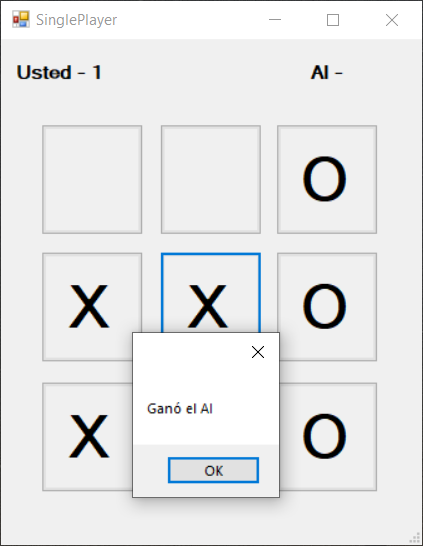 SinglePlayer
Usted - 1
AI -
O
X X O
X O
Ganó el AI
OK